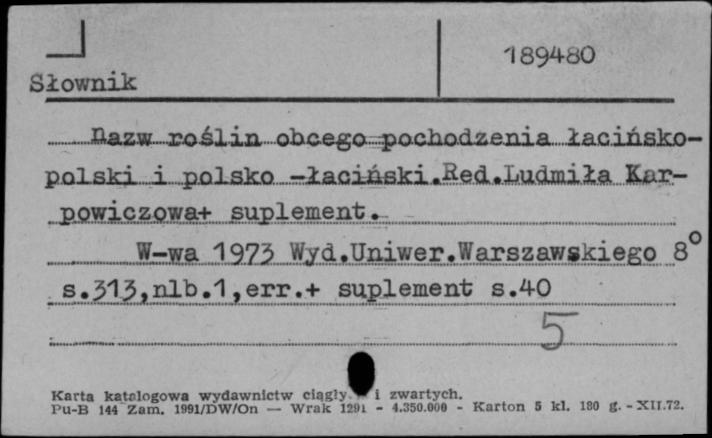 189480
Słownik
nazw roślin obcego pochodzenia łacińsko-
polski i polsko -łaciński.Red.Ludmiła Kar-
powiczowa+ suplement.
W-wa 1973 Wyd.Uniwer.Warszawskiego 8°
s.313,nlb.1,err.+ suplement s.40
5
Karta katalogowa wydawnictw i zwartych.
Pu-B 144 Zam. 1991/DW/On — Wrak 1291 - 4.350.000 - Karton 5 kl. 180 g. - XII.72.